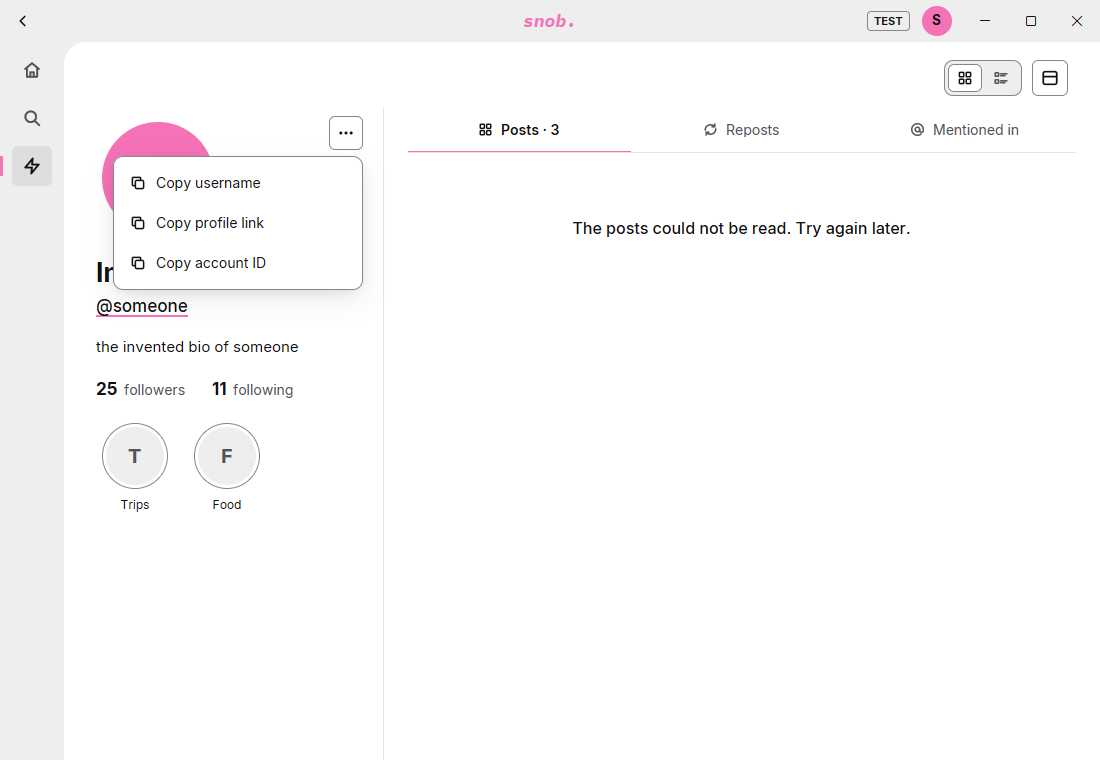 snob.
TEST
S
Posts · 3
Reposts
Mentioned in
Copy username
Copy profile link
Copy account ID
The posts could not be read. Try again later.
@someone
the invented bio of someone
25 followers
11 following
T
F
Trips
Food